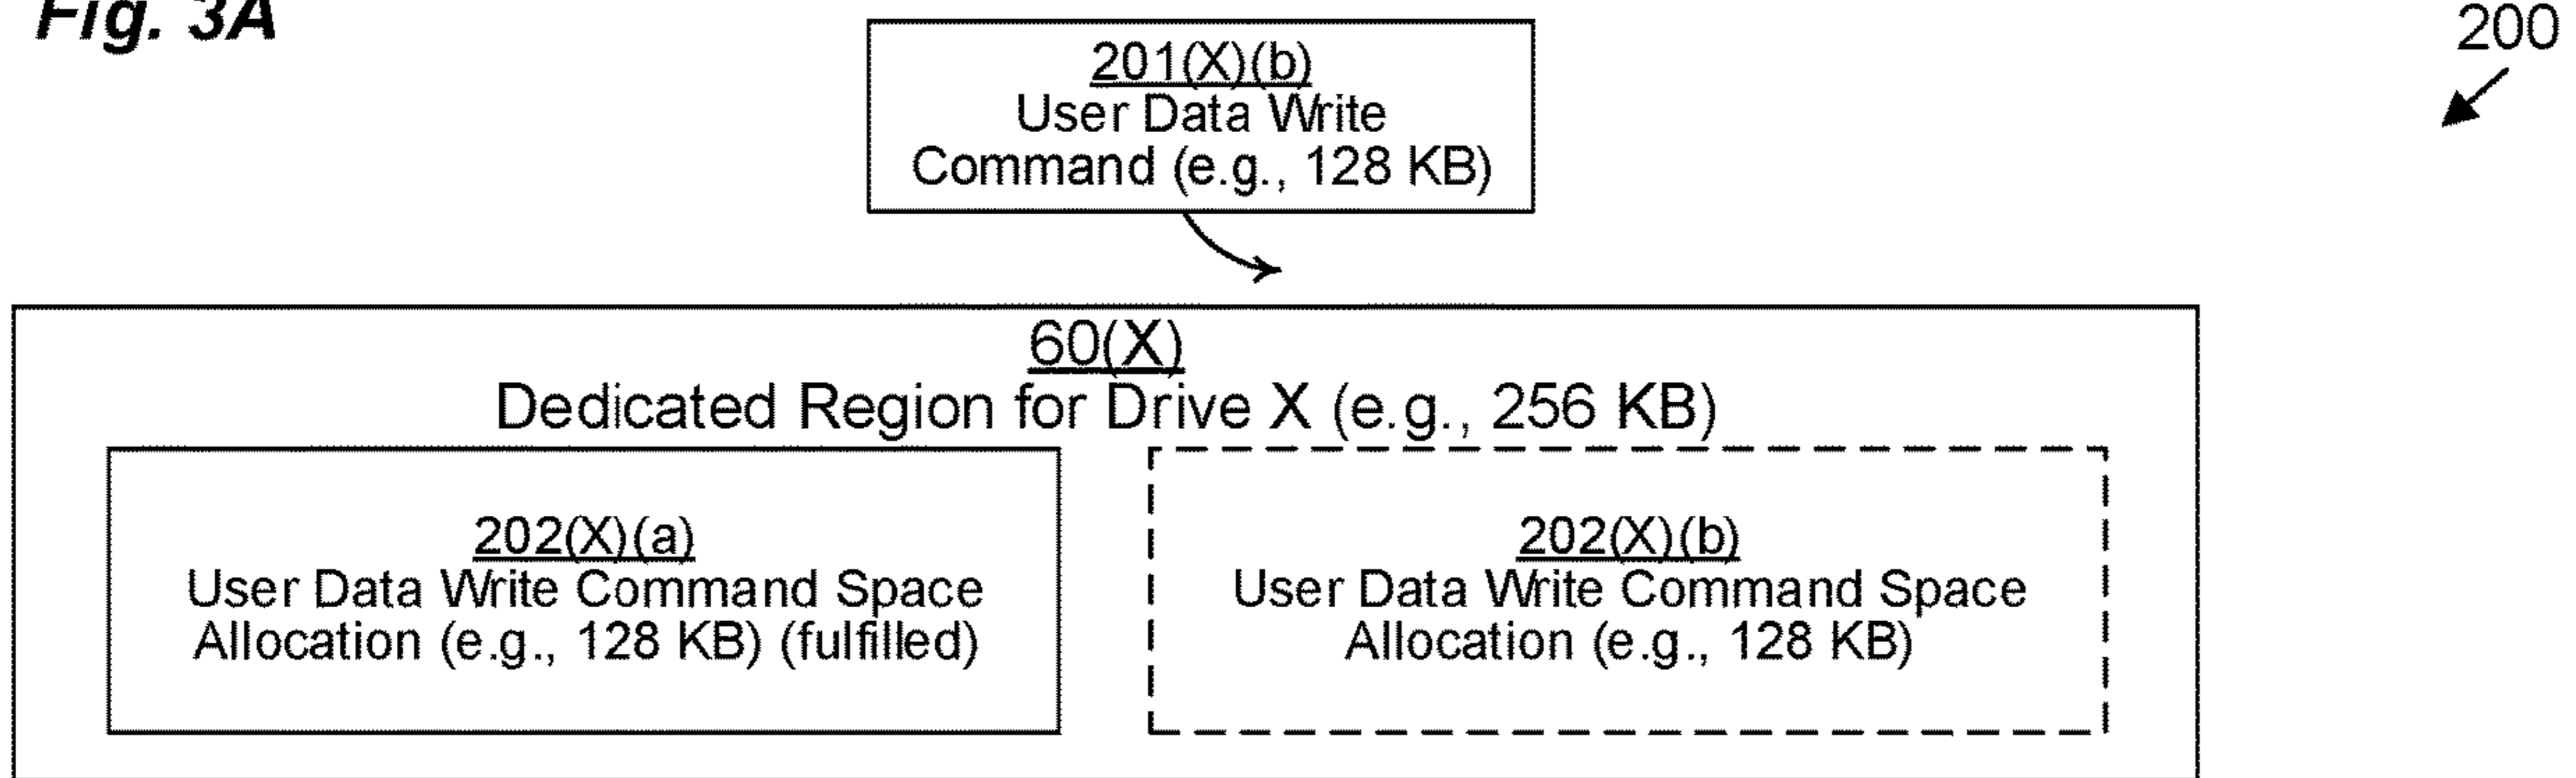 Fig. 3A
200
201(X)(b)
User Data Write
Command (e.g., 128 KB)
60(X)
Dedicated Region for Drive X (e.g., 256 KB)
202(X)(a)
User Data Write Command Space
Allocation (e.g., 128 KB) (fulfilled)
202(X)(b)
User Data Write Command Space
Allocation (e.g., 128 KB)